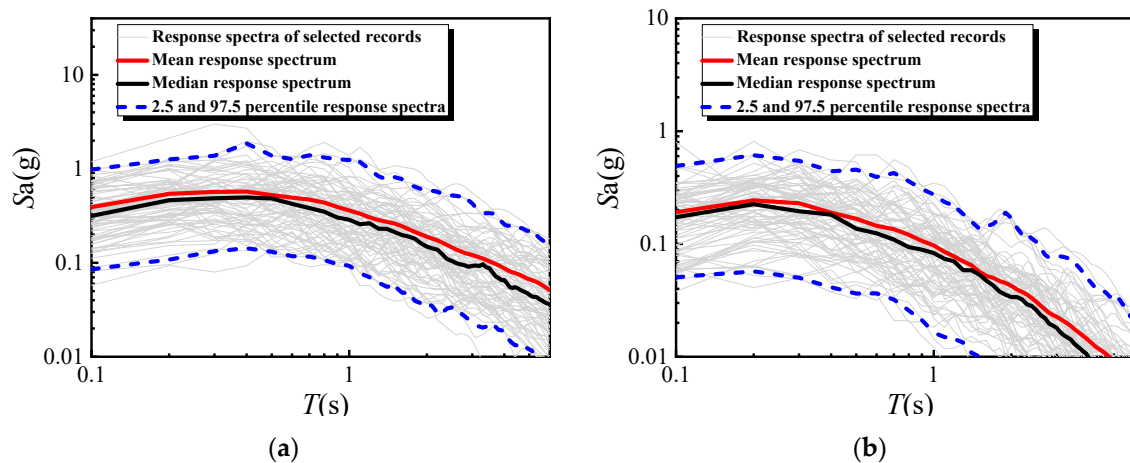 Response spectra of selected records
Mean response spectrum
Median response spectrum
2.5 and 97.5 percentile response spectra
10
1
0.1
0.01
Sa(g)
0.1
1
T(s)
(a)
Response spectra of selected records
Mean response spectrum
Median response spectrum
2.5 and 97.5 percentile response spectra
10
1
0.1
0.01
Sa(g)
0.1
1
T(s)
(b)